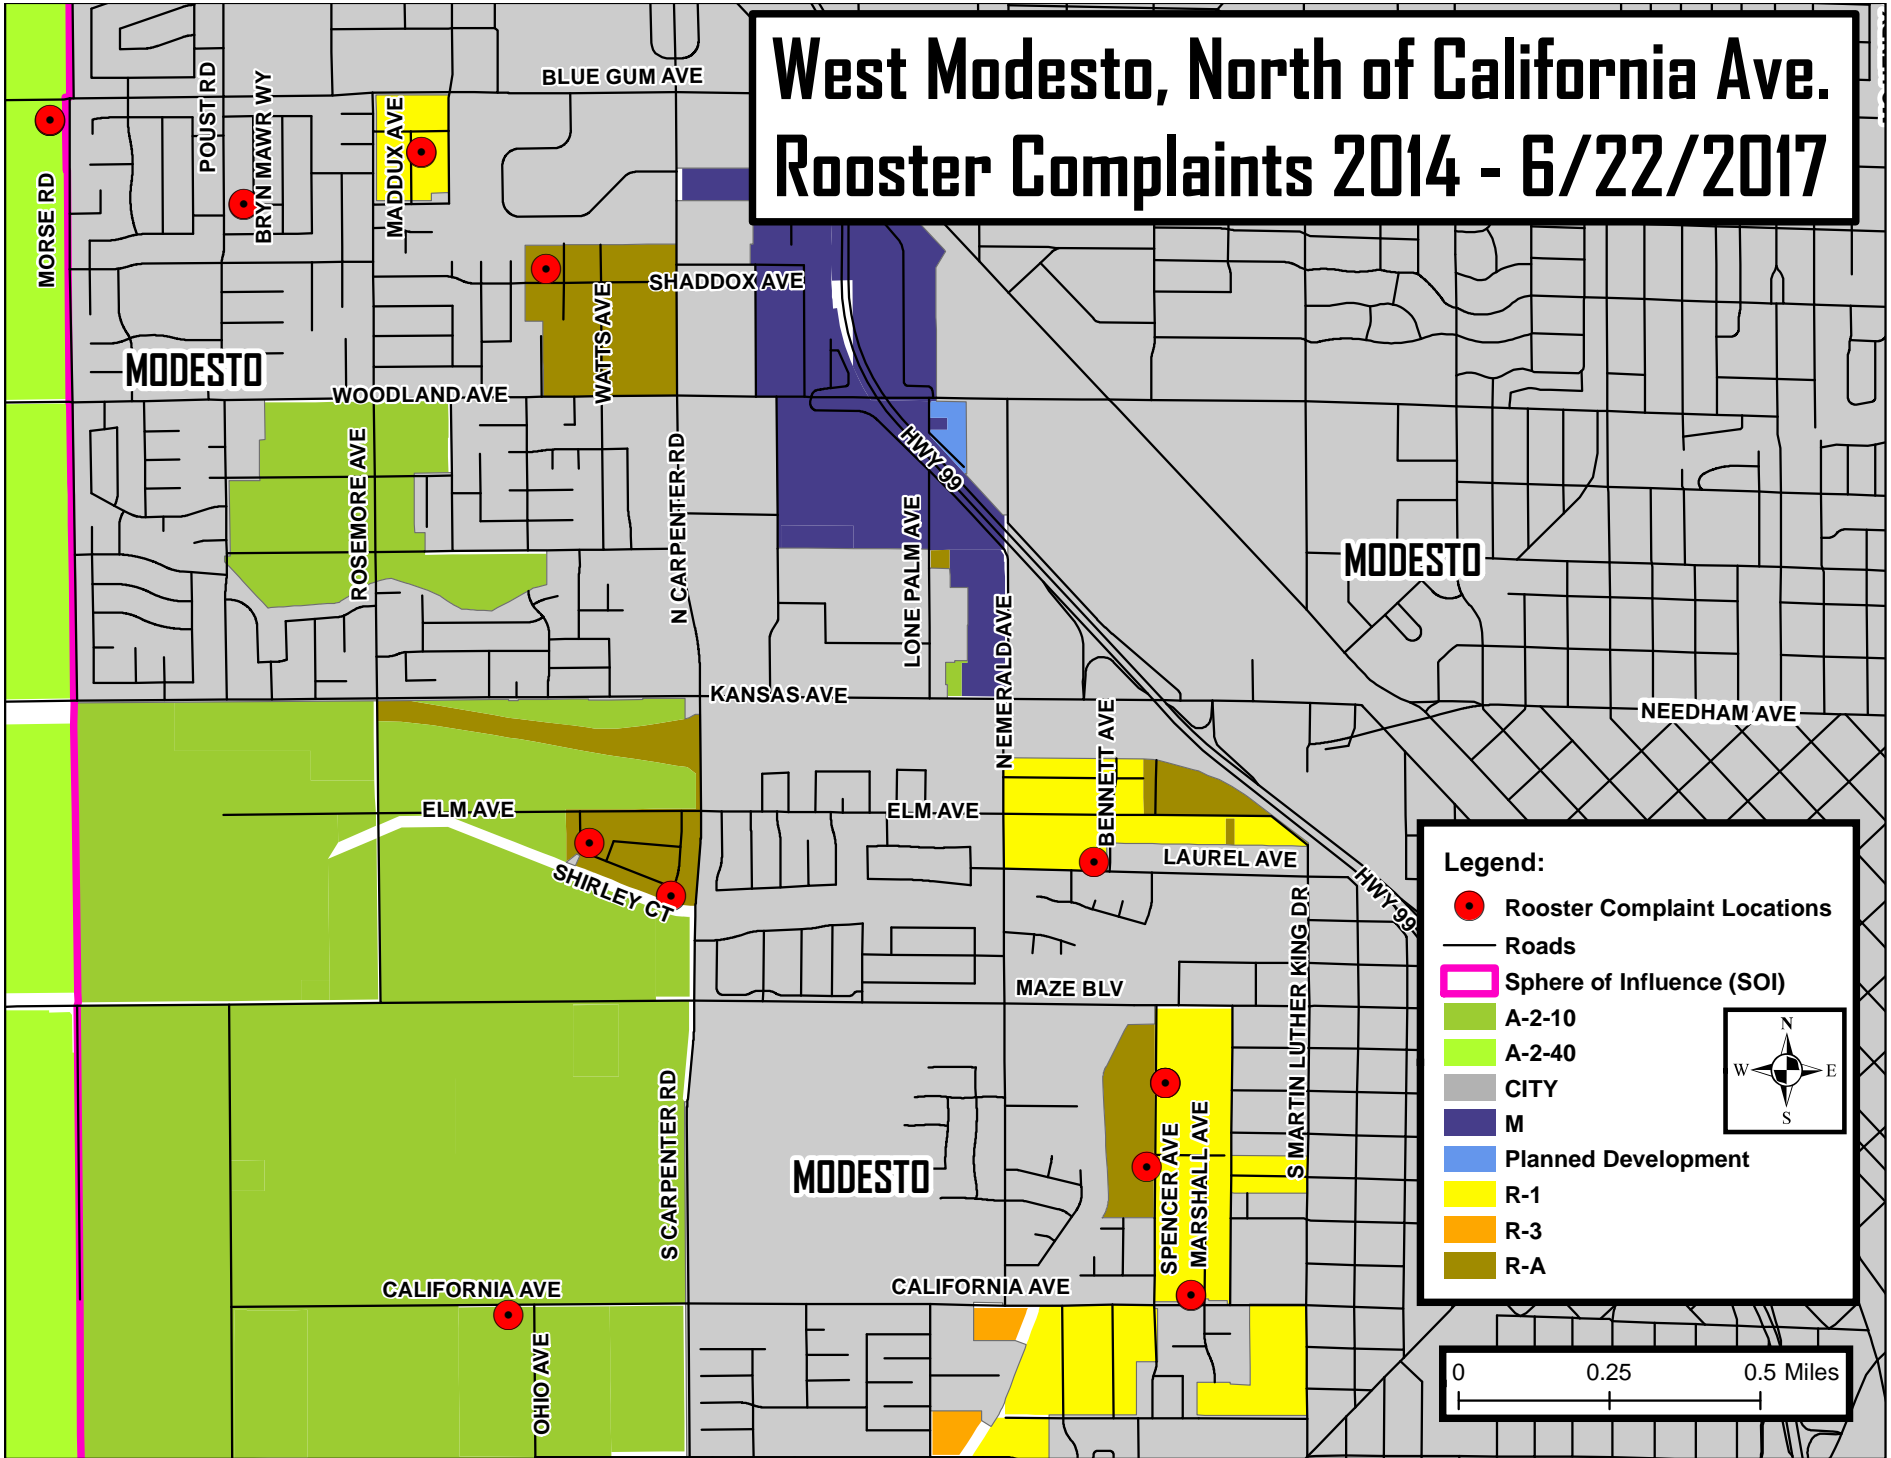 West Modesto, North of California Ave.
Rooster Complaints 2014 - 6/22/2017
BLUE GUM AVE
POUST RD
BRYN MAWR WY
MADDUX AVE
MORSE RD
SHADDOX AVE
WATTS AVE
MODESTO
WOODLAND AVE
ROSEMORE AVE
N CARPENTER RD
HWY 99
LONE PALM AVE
MODESTO
N EMERALD AVE
KANSAS AVE
NEEDHAM AVE
BENNETT AVE
ELM AVE
ELM AVE
LAUREL AVE
SHIRLEY CT
HWY 99
S MARTIN LUTHER KING DR
MAZE BLV
S CARPENTER RD
MODESTO
SPENCER AVE
MARSHALL AVE
CALIFORNIA AVE
CALIFORNIA AVE
OHIO AVE
Legend:
Rooster Complaint Locations
Roads
Sphere of Influence (SOI)
A-2-10
A-2-40
CITY
M
Planned Development
R-1
R-3
R-A
N
W E
S
0 0.25 0.5 Miles